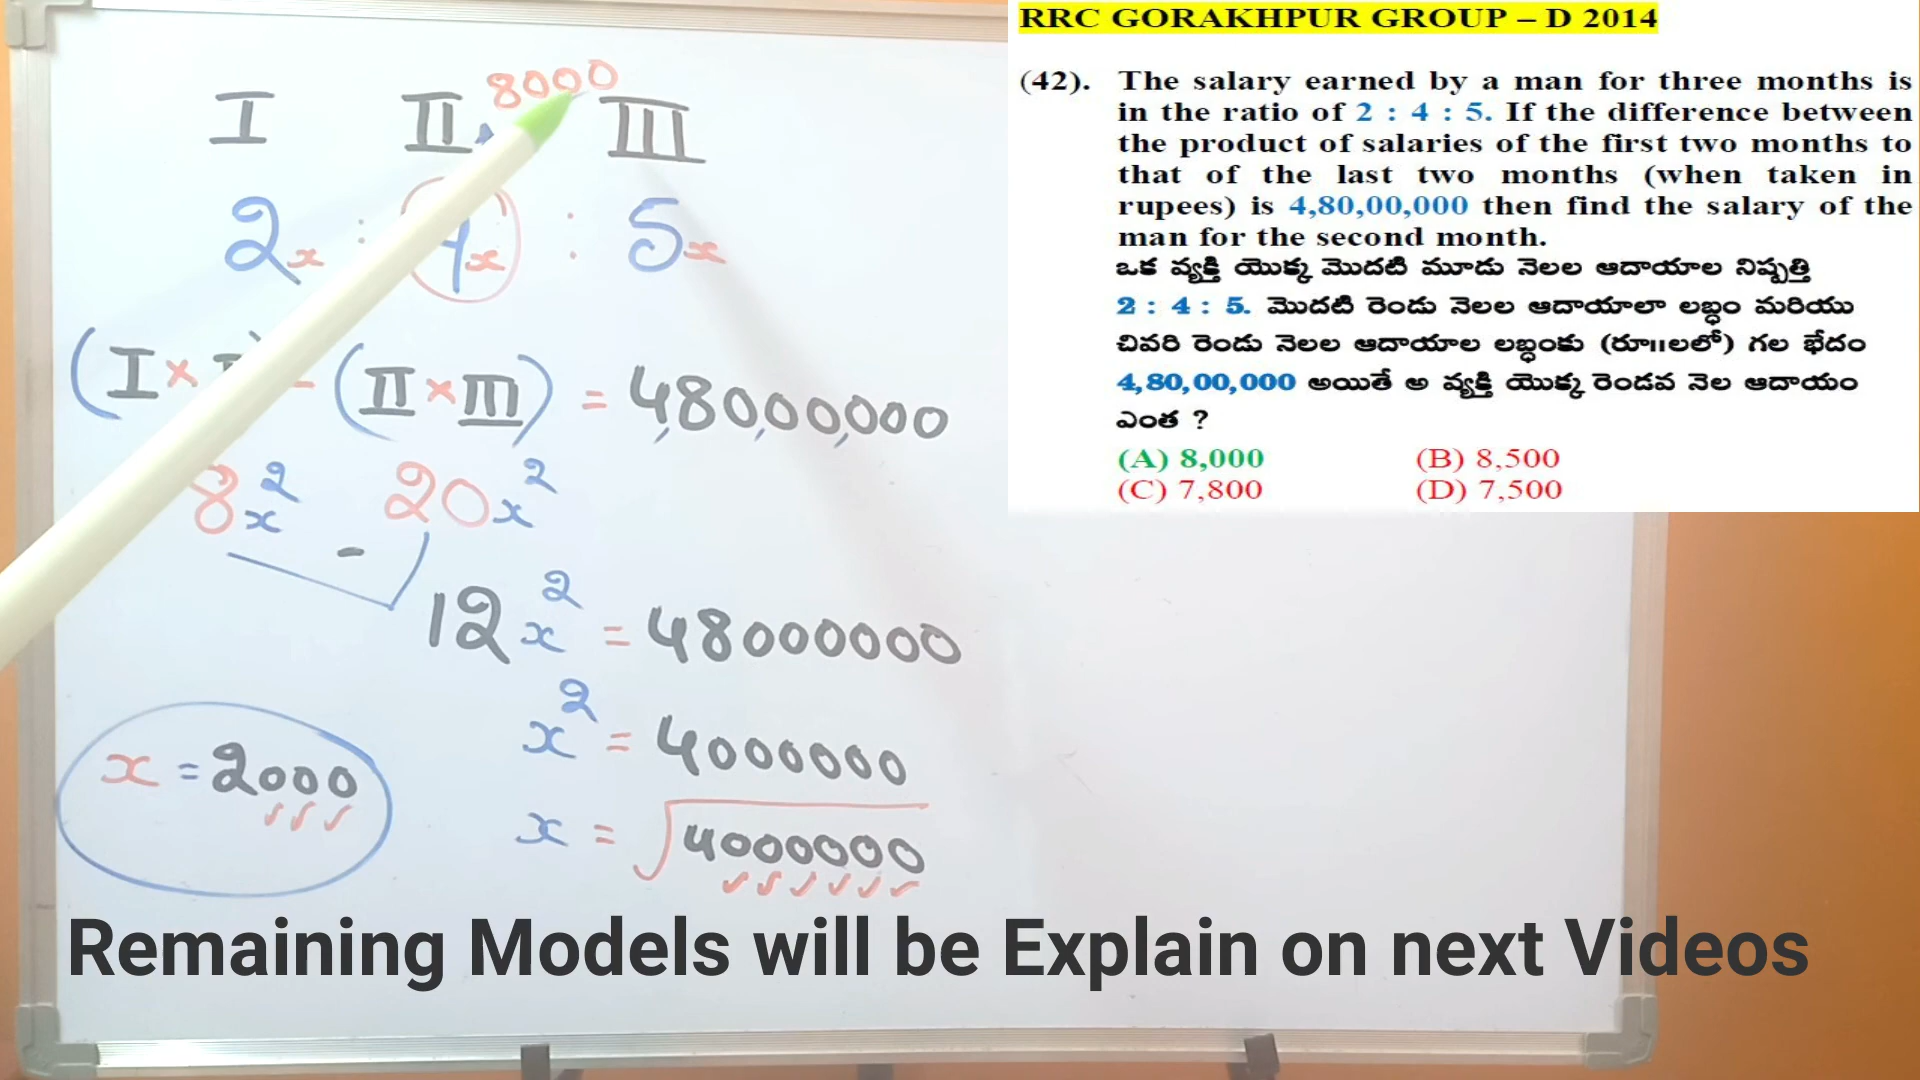 I II 8000 III
2x : 4x : 5x
(I × - (II × III) = 48,00,00,000
8x² 20x²
-
12x² = 48000000
x² = 4000000
x = √4000000
x = 2000
RRC GORAKHPUR GROUP – D 2014
(42). The salary earned by a man for three months is
in the ratio of 2 : 4 : 5. If the difference between
the product of salaries of the first two months to
that of the last two months (when taken in
rupees) is 4,80,00,000 then find the salary of the
man for the second month.
ఒక వ్యక్తి యొక్క మొదటి మూడు నెలల ఆదాయాల నిష్పత్తి
2 : 4 : 5. మొదటి రెండు నెలల ఆదాయాలా లబ్ధం మరియు
చివరి రెండు నెలల ఆదాయాల లబ్ధంకు (రూ॥లలో) గల భేదం
4,80,00,000 అయితే అ వ్యక్తి యొక్క రెండవ నెల ఆదాయం
ఎంత ?
(A) 8,000 (B) 8,500
(C) 7,800 (D) 7,500
Remaining Models will be Explain on next Videos